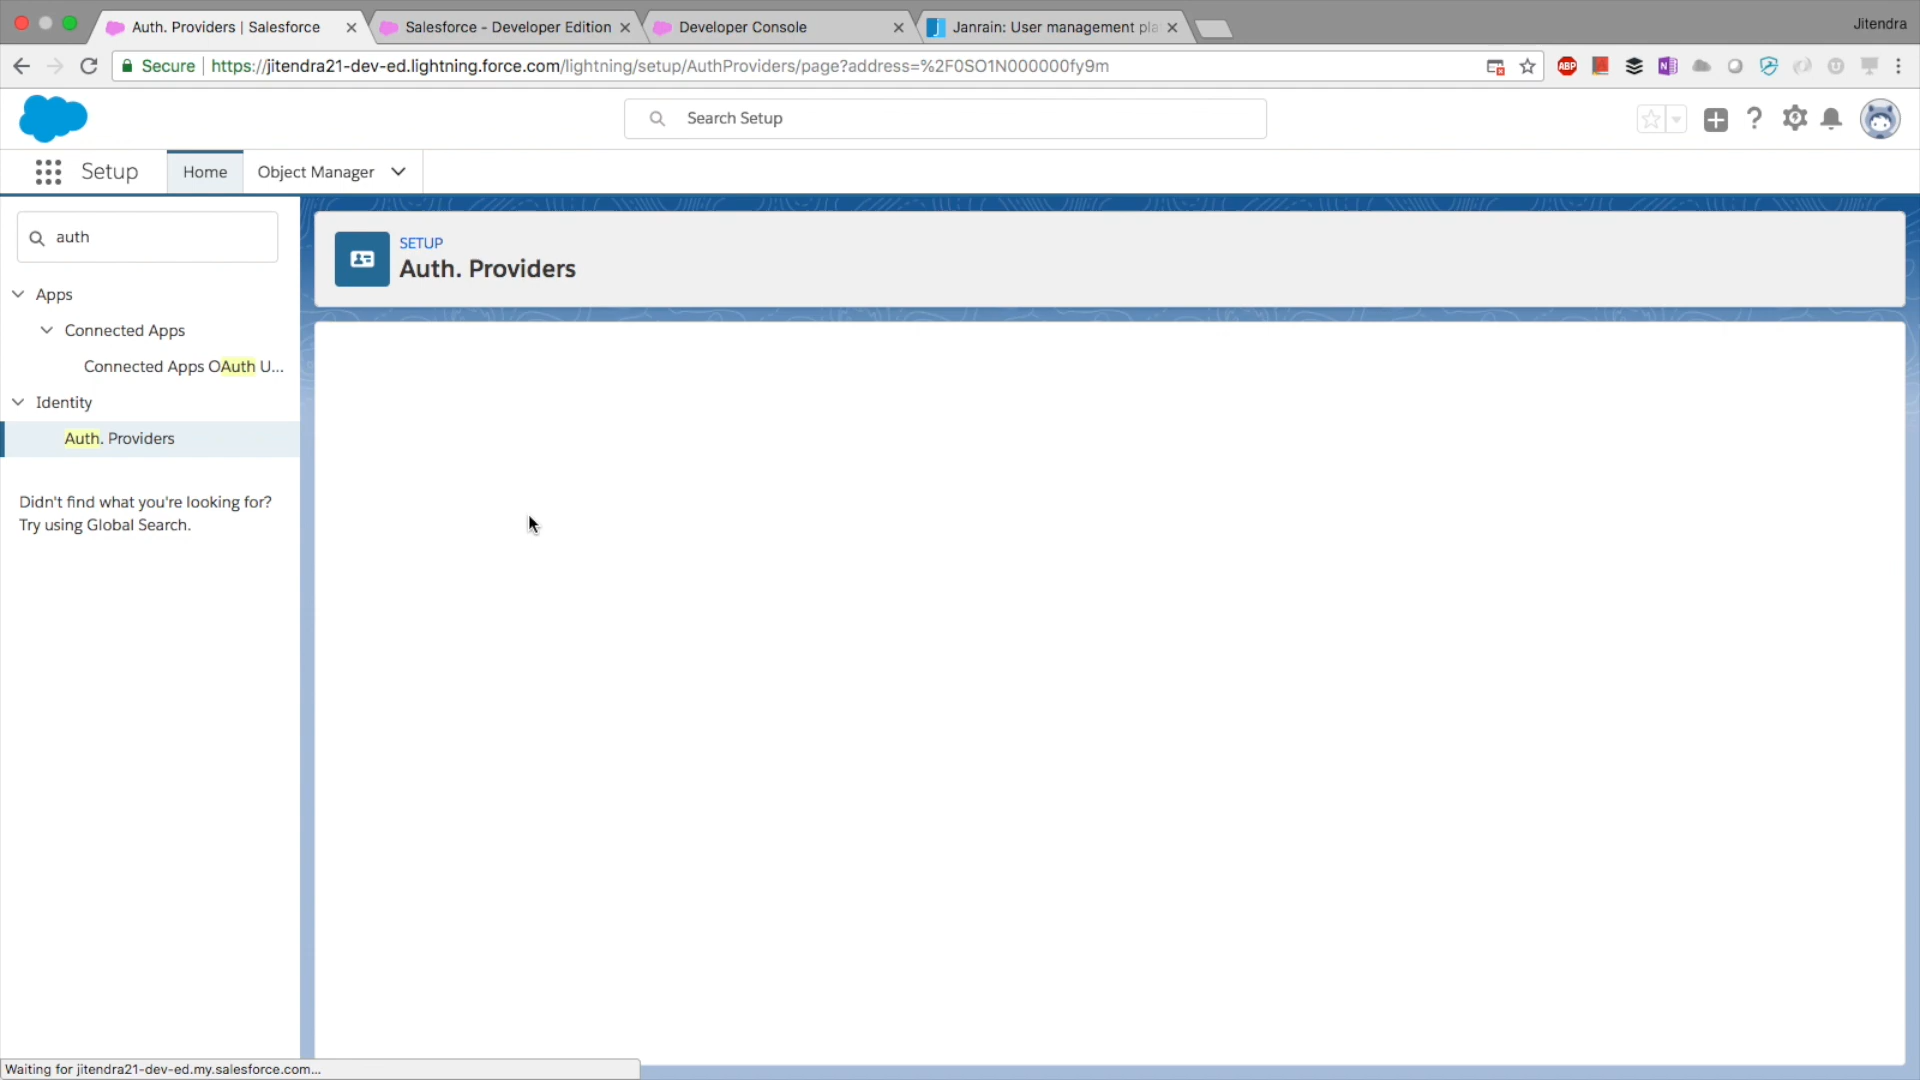 Auth. Providers | Salesforce
Salesforce - Developer Edition
Developer Console
Janrain: User management pla
Jitendra
Secure
https://jitendra21-dev-ed.lightning.force.com/lightning/setup/AuthProviders/page?address=%2F0SO1N000000fy9m
ABP
Search Setup
Setup
Home
Object Manager
auth
SETUP
Auth. Providers
Apps
Connected Apps
Connected Apps OAuth U...
Identity
Auth. Providers
Didn't find what you're looking for?
Try using Global Search.
Waiting for jitendra21-dev-ed.my.salesforce.com...